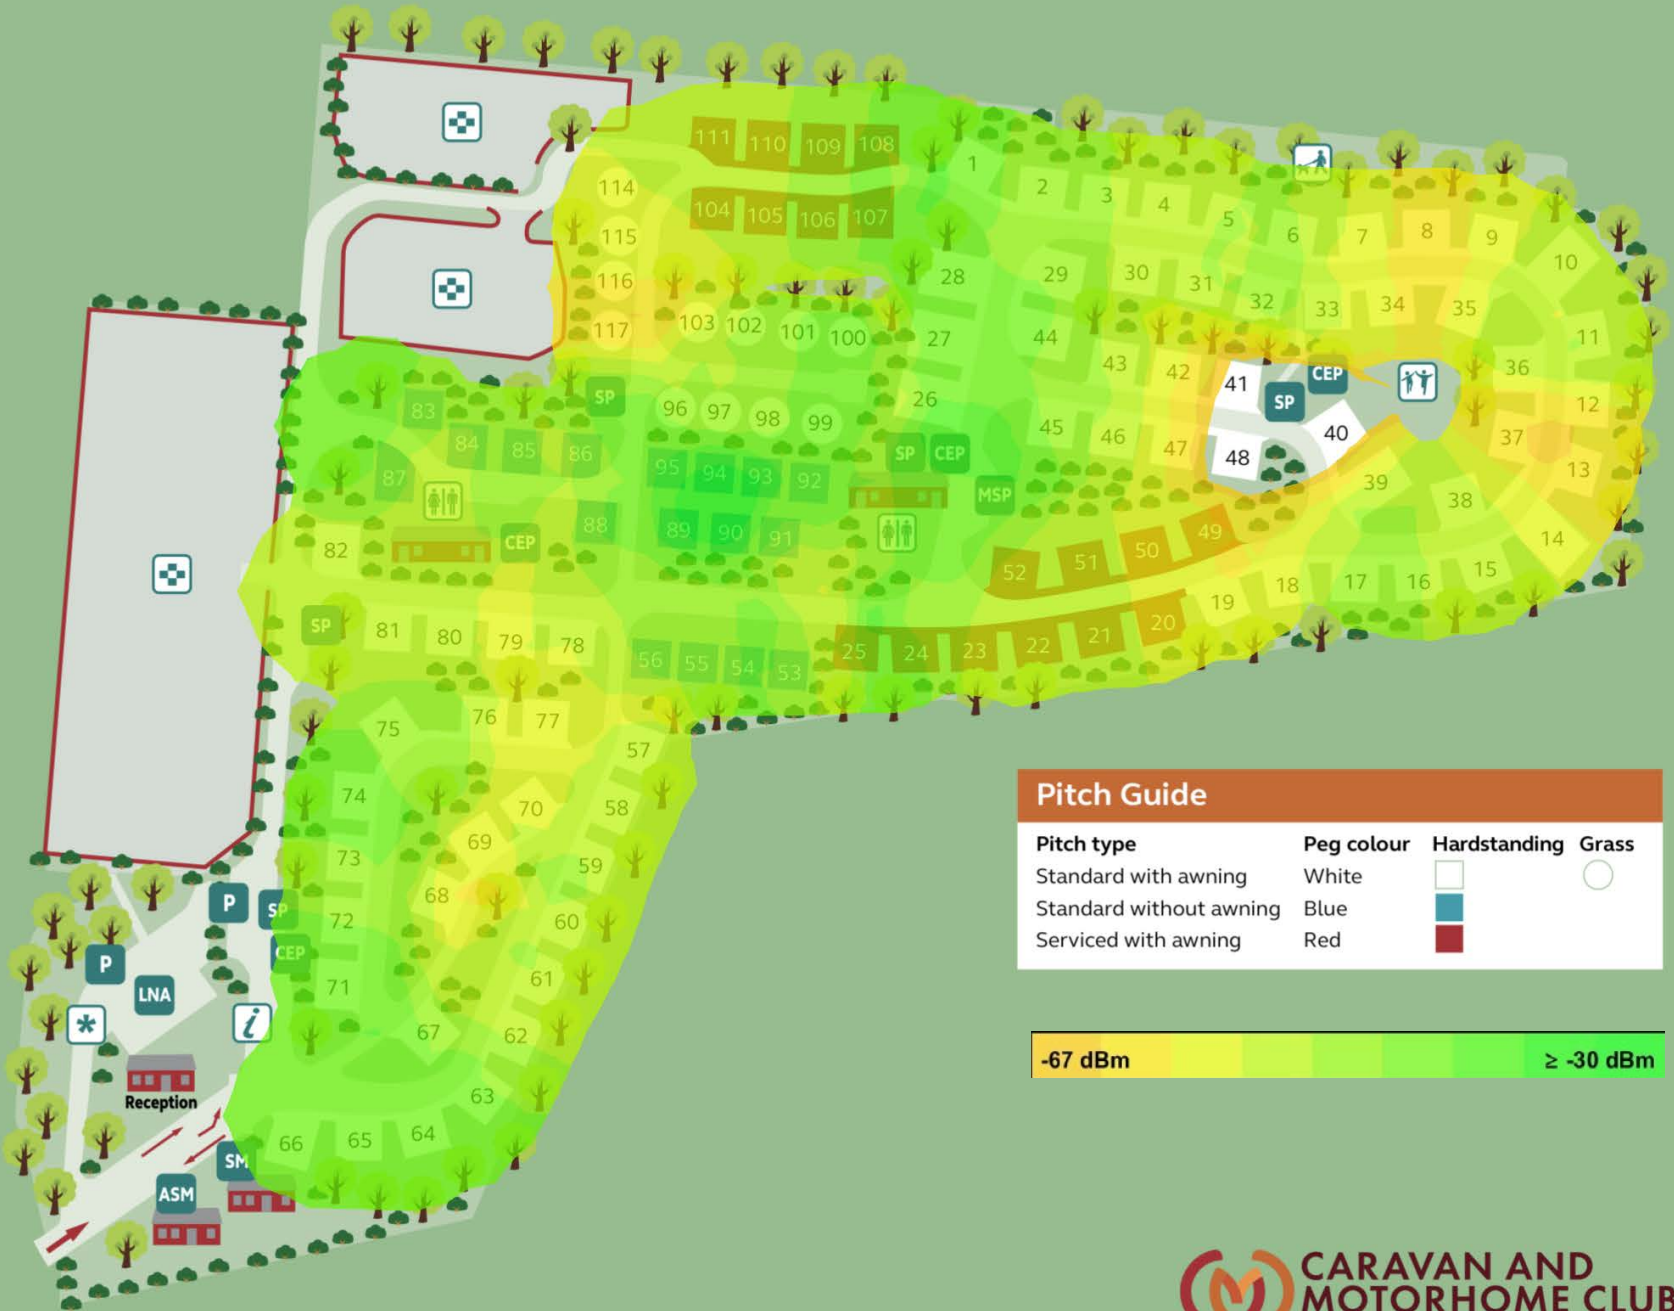 111 110 109 108
1
114
2 3 4 5 6 7 8 9
104 105 106 107
115
10
28 29 30 31 32 33 34 35
116
117 103 102 101 100
27 44 43 42 11
36
41 CEP
SP
83 SP 96 97 98 99 26
12
84 85 86 SP CEP 45 46 47 48 40 37
87 95 94 93 92 MSP 39 38 13
88 89 90 91
82 CEP 52 51 50 49 14
SP 81 80 79 78
56 55 54 53 25 24 23 22 21 20 19 18 17 16 15
75 76 77
57
74 70 58
73 69 59
68
P SP 72 60
P CEP
LNA 71 61
* i 67 62
Reception
63
66 65 64
SM
ASM
Pitch Guide
Pitch type Peg colour Hardstanding Grass
Standard with awning White
Standard without awning Blue
Serviced with awning Red
-67 dBm ≥ -30 dBm
CARAVAN AND
MOTORHOME CLUB